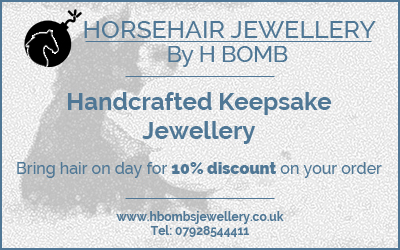 HORSEHAIR JEWELLERY
By H BOMB
Handcrafted Keepsake
Jewellery
Bring hair on day for 10% discount on your order
www.hbombsjewellery.co.uk
Tel: 07928544411